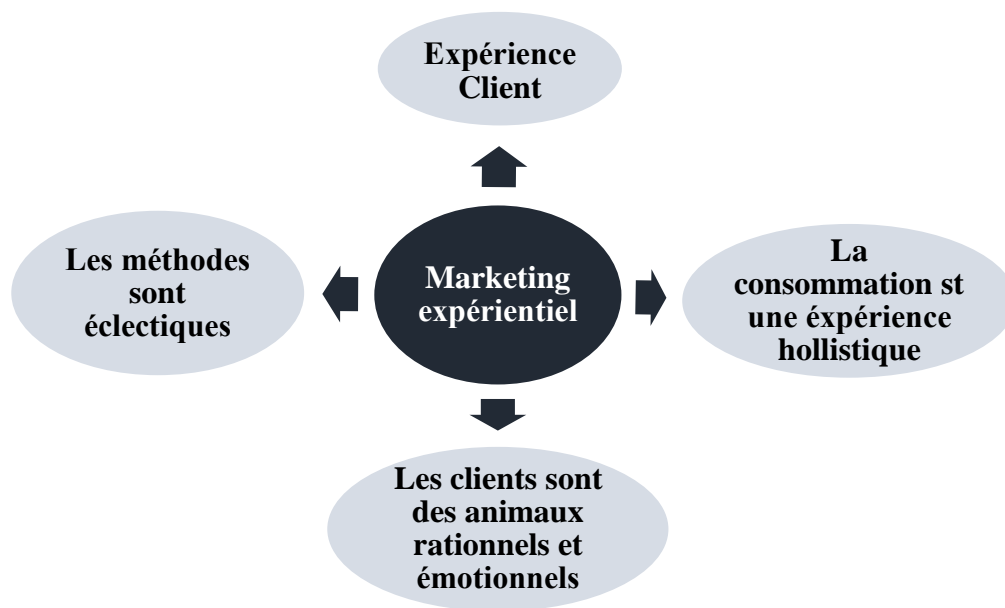 Expérience
Client
Les méthodes
sont
éclectiques
Marketing
expérientiel
La
consommation st
une éxpérience
hollistique
Les clients sont
des animaux
rationnels et
émotionnels